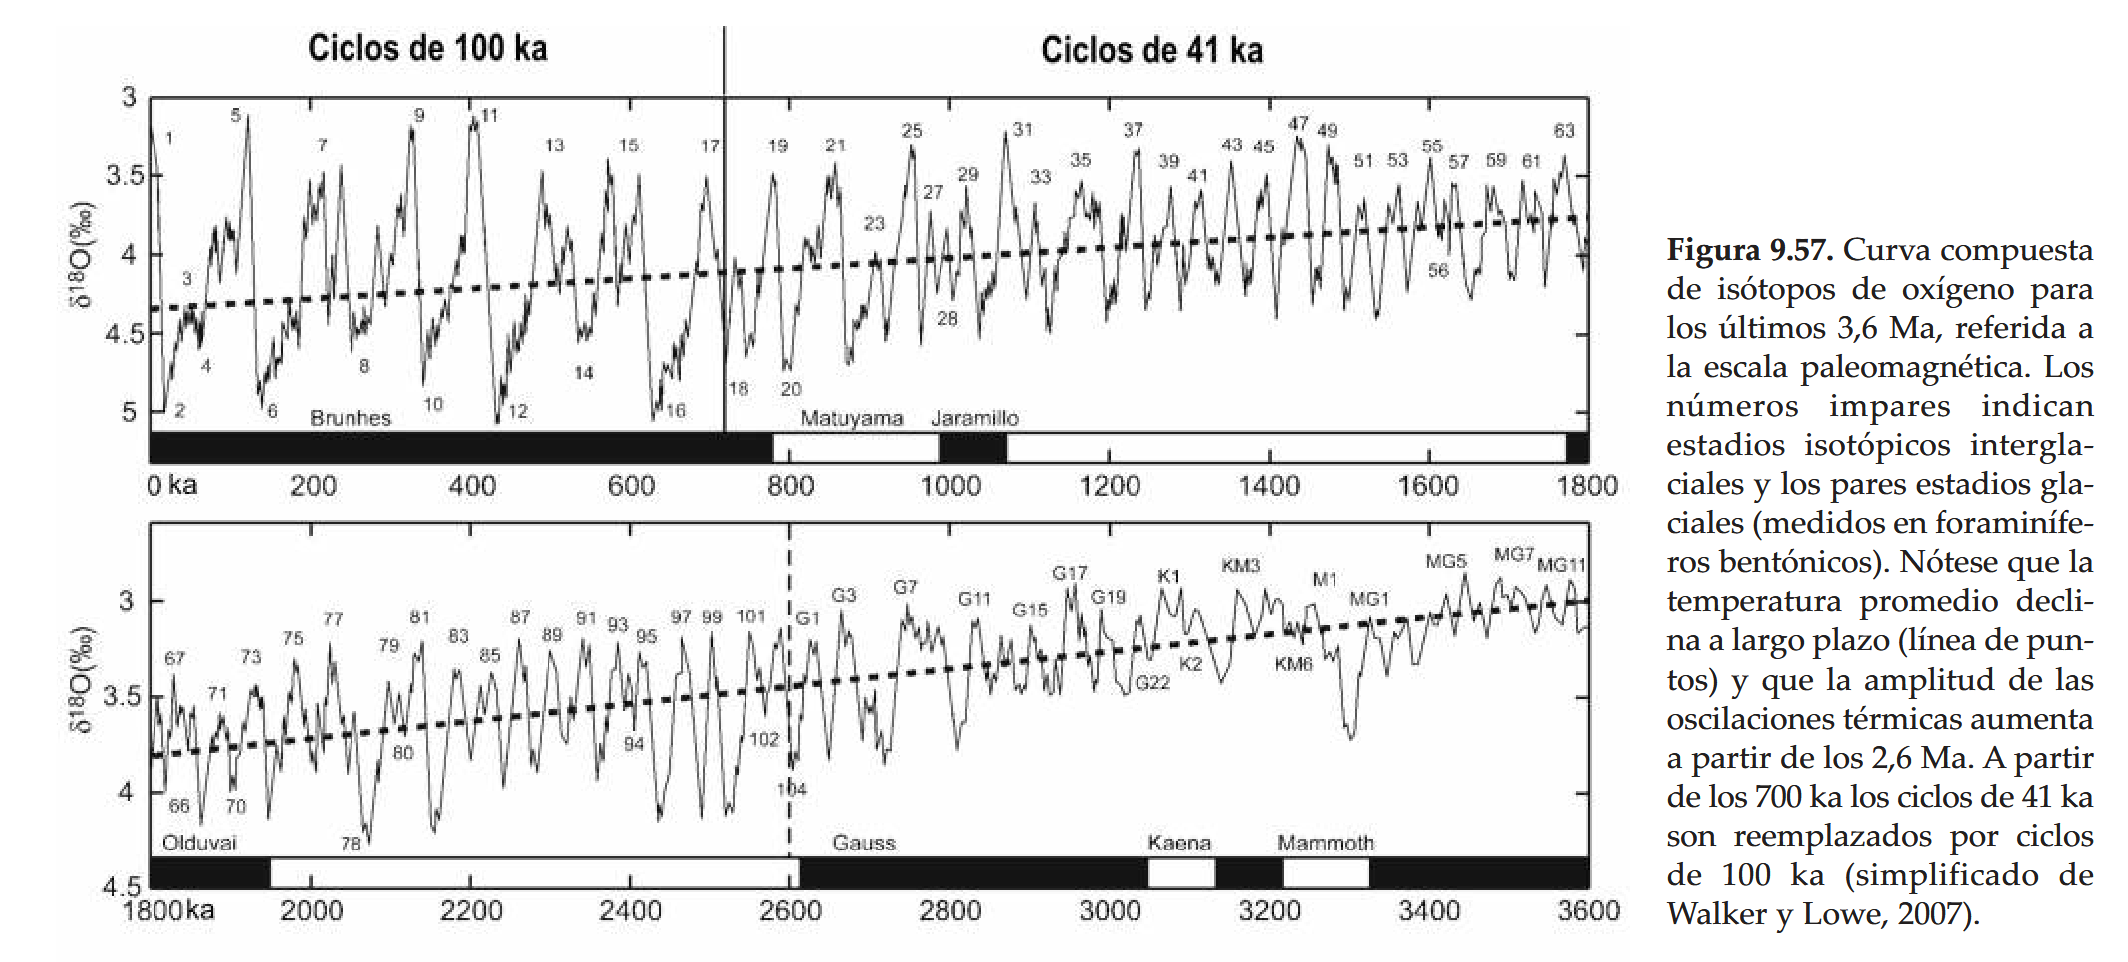 Ciclos de 100 ka
Ciclos de 41 ka
δ18O(‰)
3
3.5
4
4.5
5
1
2
3
4
5
6
7
8
9
10
11
12
13
14
15
16
17
18
19
20
21
23
25
27
28
29
31
33
35
37
39
41
43
45
47
49
51
53
55
56
57
59
61
63
Brunhes
Matuyama
Jaramillo
0 ka
200
400
600
800
1000
1200
1400
1600
1800
δ18O(‰)
3
3.5
4
4.5
66
67
70
71
73
75
77
78
79
80
81
83
85
87
89
91
93
94
95
97
99
101
102
104
G1
G3
G7
G11
G15
G17
G19
G22
K1
K2
KM3
KM6
M1
MG1
MG5
MG7
MG11
Olduvai
Gauss
Kaena
Mammoth
1800ka
2000
2200
2400
2600
2800
3000
3200
3400
3600
Figura 9.57. Curva compuesta
de isótopos de oxígeno para
los últimos 3,6 Ma, referida a
la escala paleomagnética. Los
números impares indican
estadios isotópicos intergla-
ciales y los pares estadios gla-
ciales (medidos en foraminífe-
ros bentónicos). Nótese que la
temperatura promedio decli-
na a largo plazo (línea de pun-
tos) y que la amplitud de las
oscilaciones térmicas aumenta
a partir de los 2,6 Ma. A partir
de los 700 ka los ciclos de 41 ka
son reemplazados por ciclos
de 100 ka (simplificado de
Walker y Lowe, 2007).